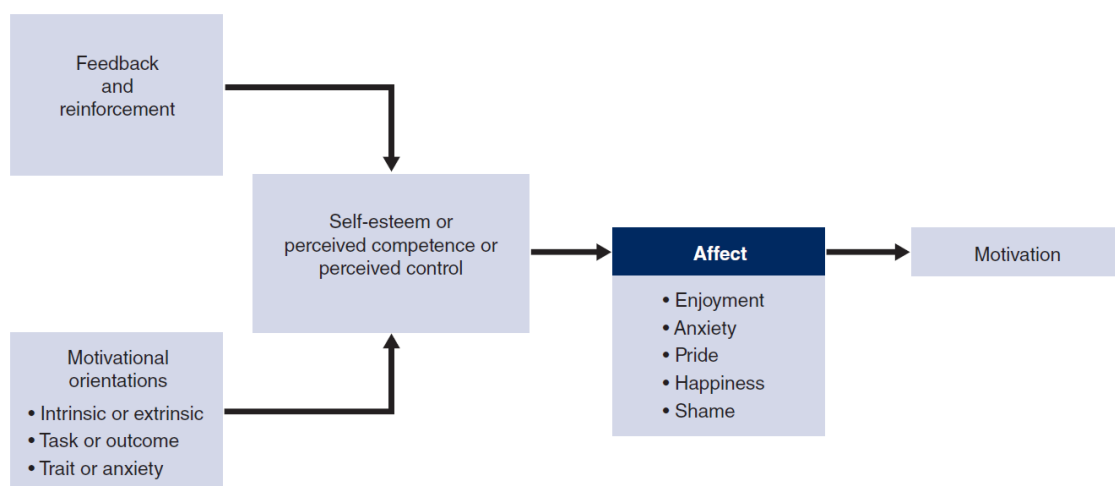 Feedback
and
reinforcement
Self-esteem or
perceived competence or
perceived control
Motivational
orientations
• Intrinsic or extrinsic
• Task or outcome
• Trait or anxiety
Affect
• Enjoyment
• Anxiety
• Pride
• Happiness
• Shame
Motivation